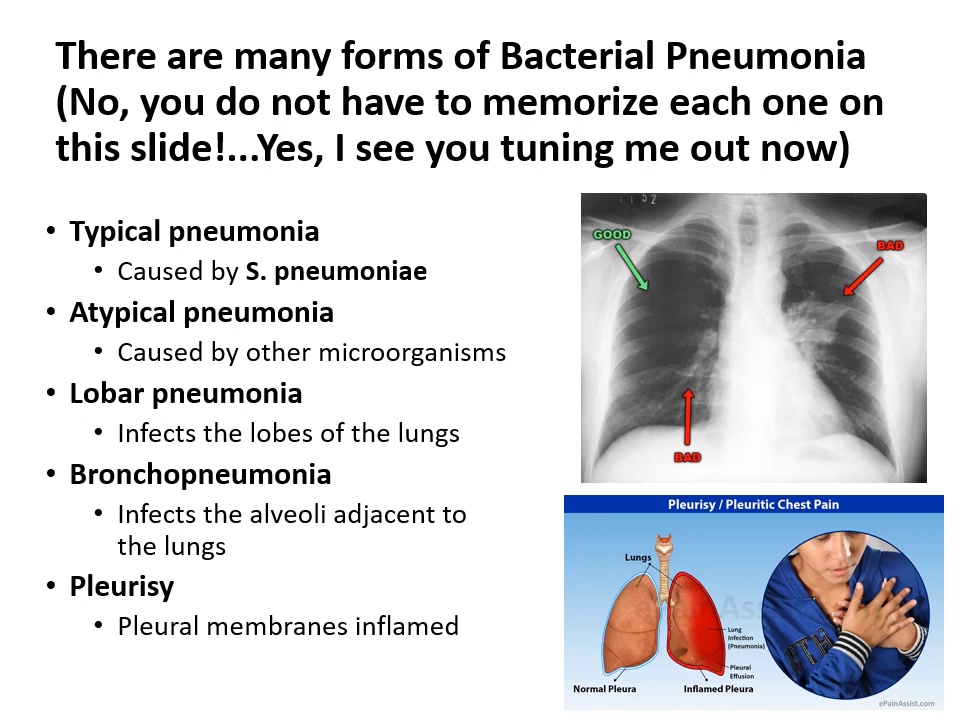 There are many forms of Bacterial Pneumonia
(No, you do not have to memorize each one on
this slide!...Yes, I see you tuning me out now)
• Typical pneumonia
• Caused by S. pneumoniae
• Atypical pneumonia
• Caused by other microorganisms
• Lobar pneumonia
• Infects the lobes of the lungs
• Bronchopneumonia
• Infects the alveoli adjacent to
the lungs
• Pleurisy
• Pleural membranes inflamed
GOOD
BAD
BAD
Pleurisy / Pleuritic Chest Pain
Lungs
Lung
Infection
(Pneumonia)
Pleural
Effusion
Normal Pleura
Inflamed Pleura
ePainAssist.com